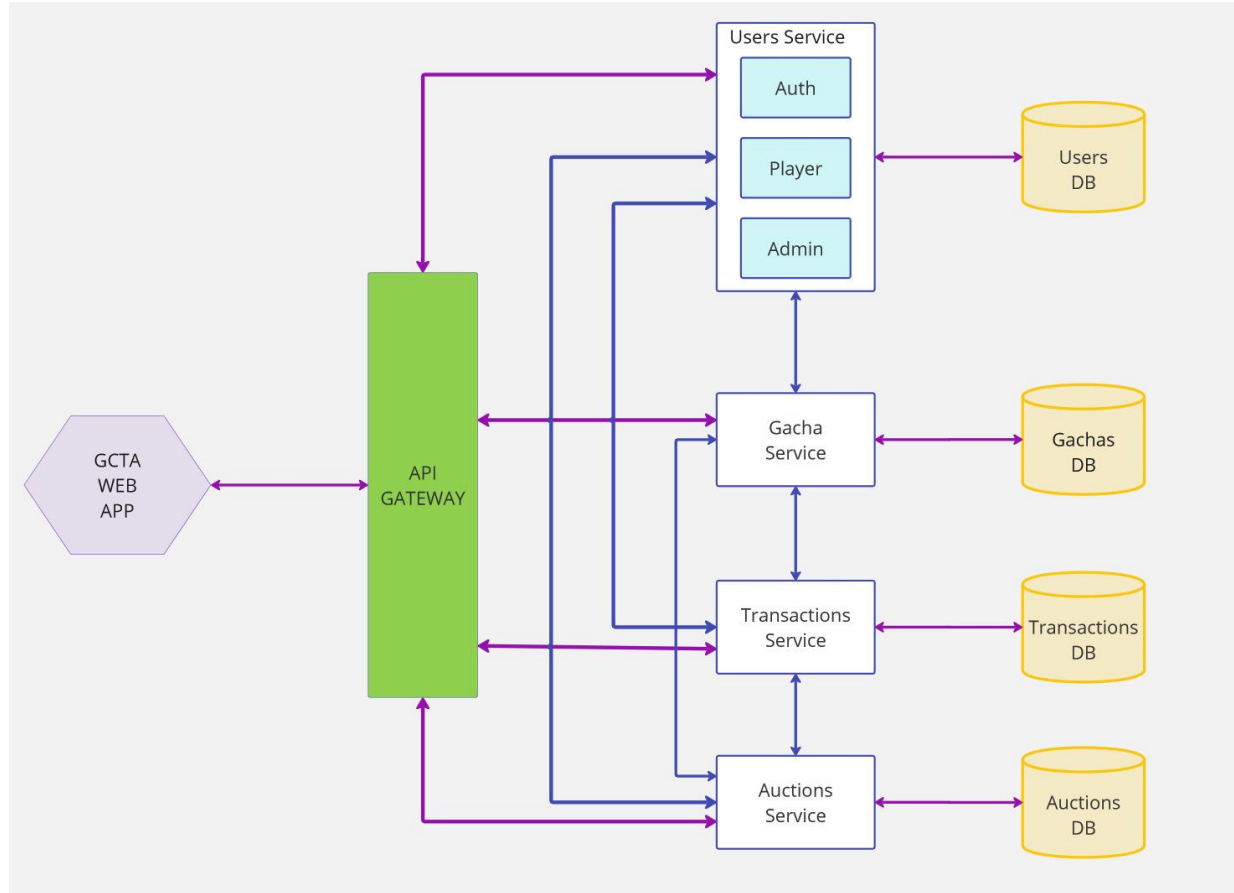 Users Service
Auth
Player
Admin
Users
DB
GCTA
WEB
APP
API
GATEWAY
Gacha
Service
Gachas
DB
Transactions
Service
Transactions
DB
Auctions
Service
Auctions
DB